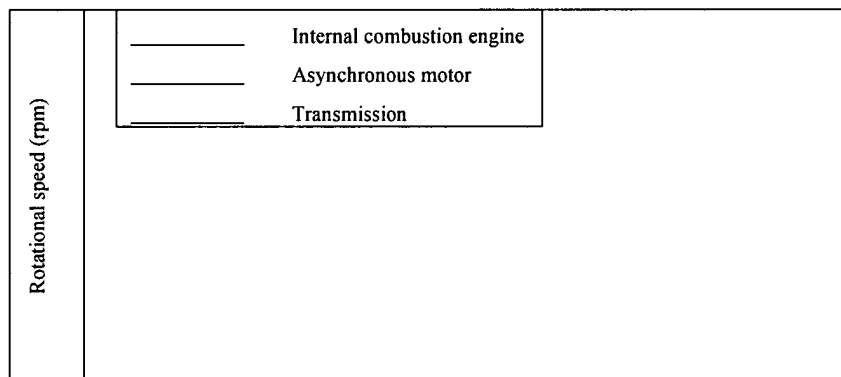 Internal combustion engine
Asynchronous motor
Transmission
Rotational speed (rpm)